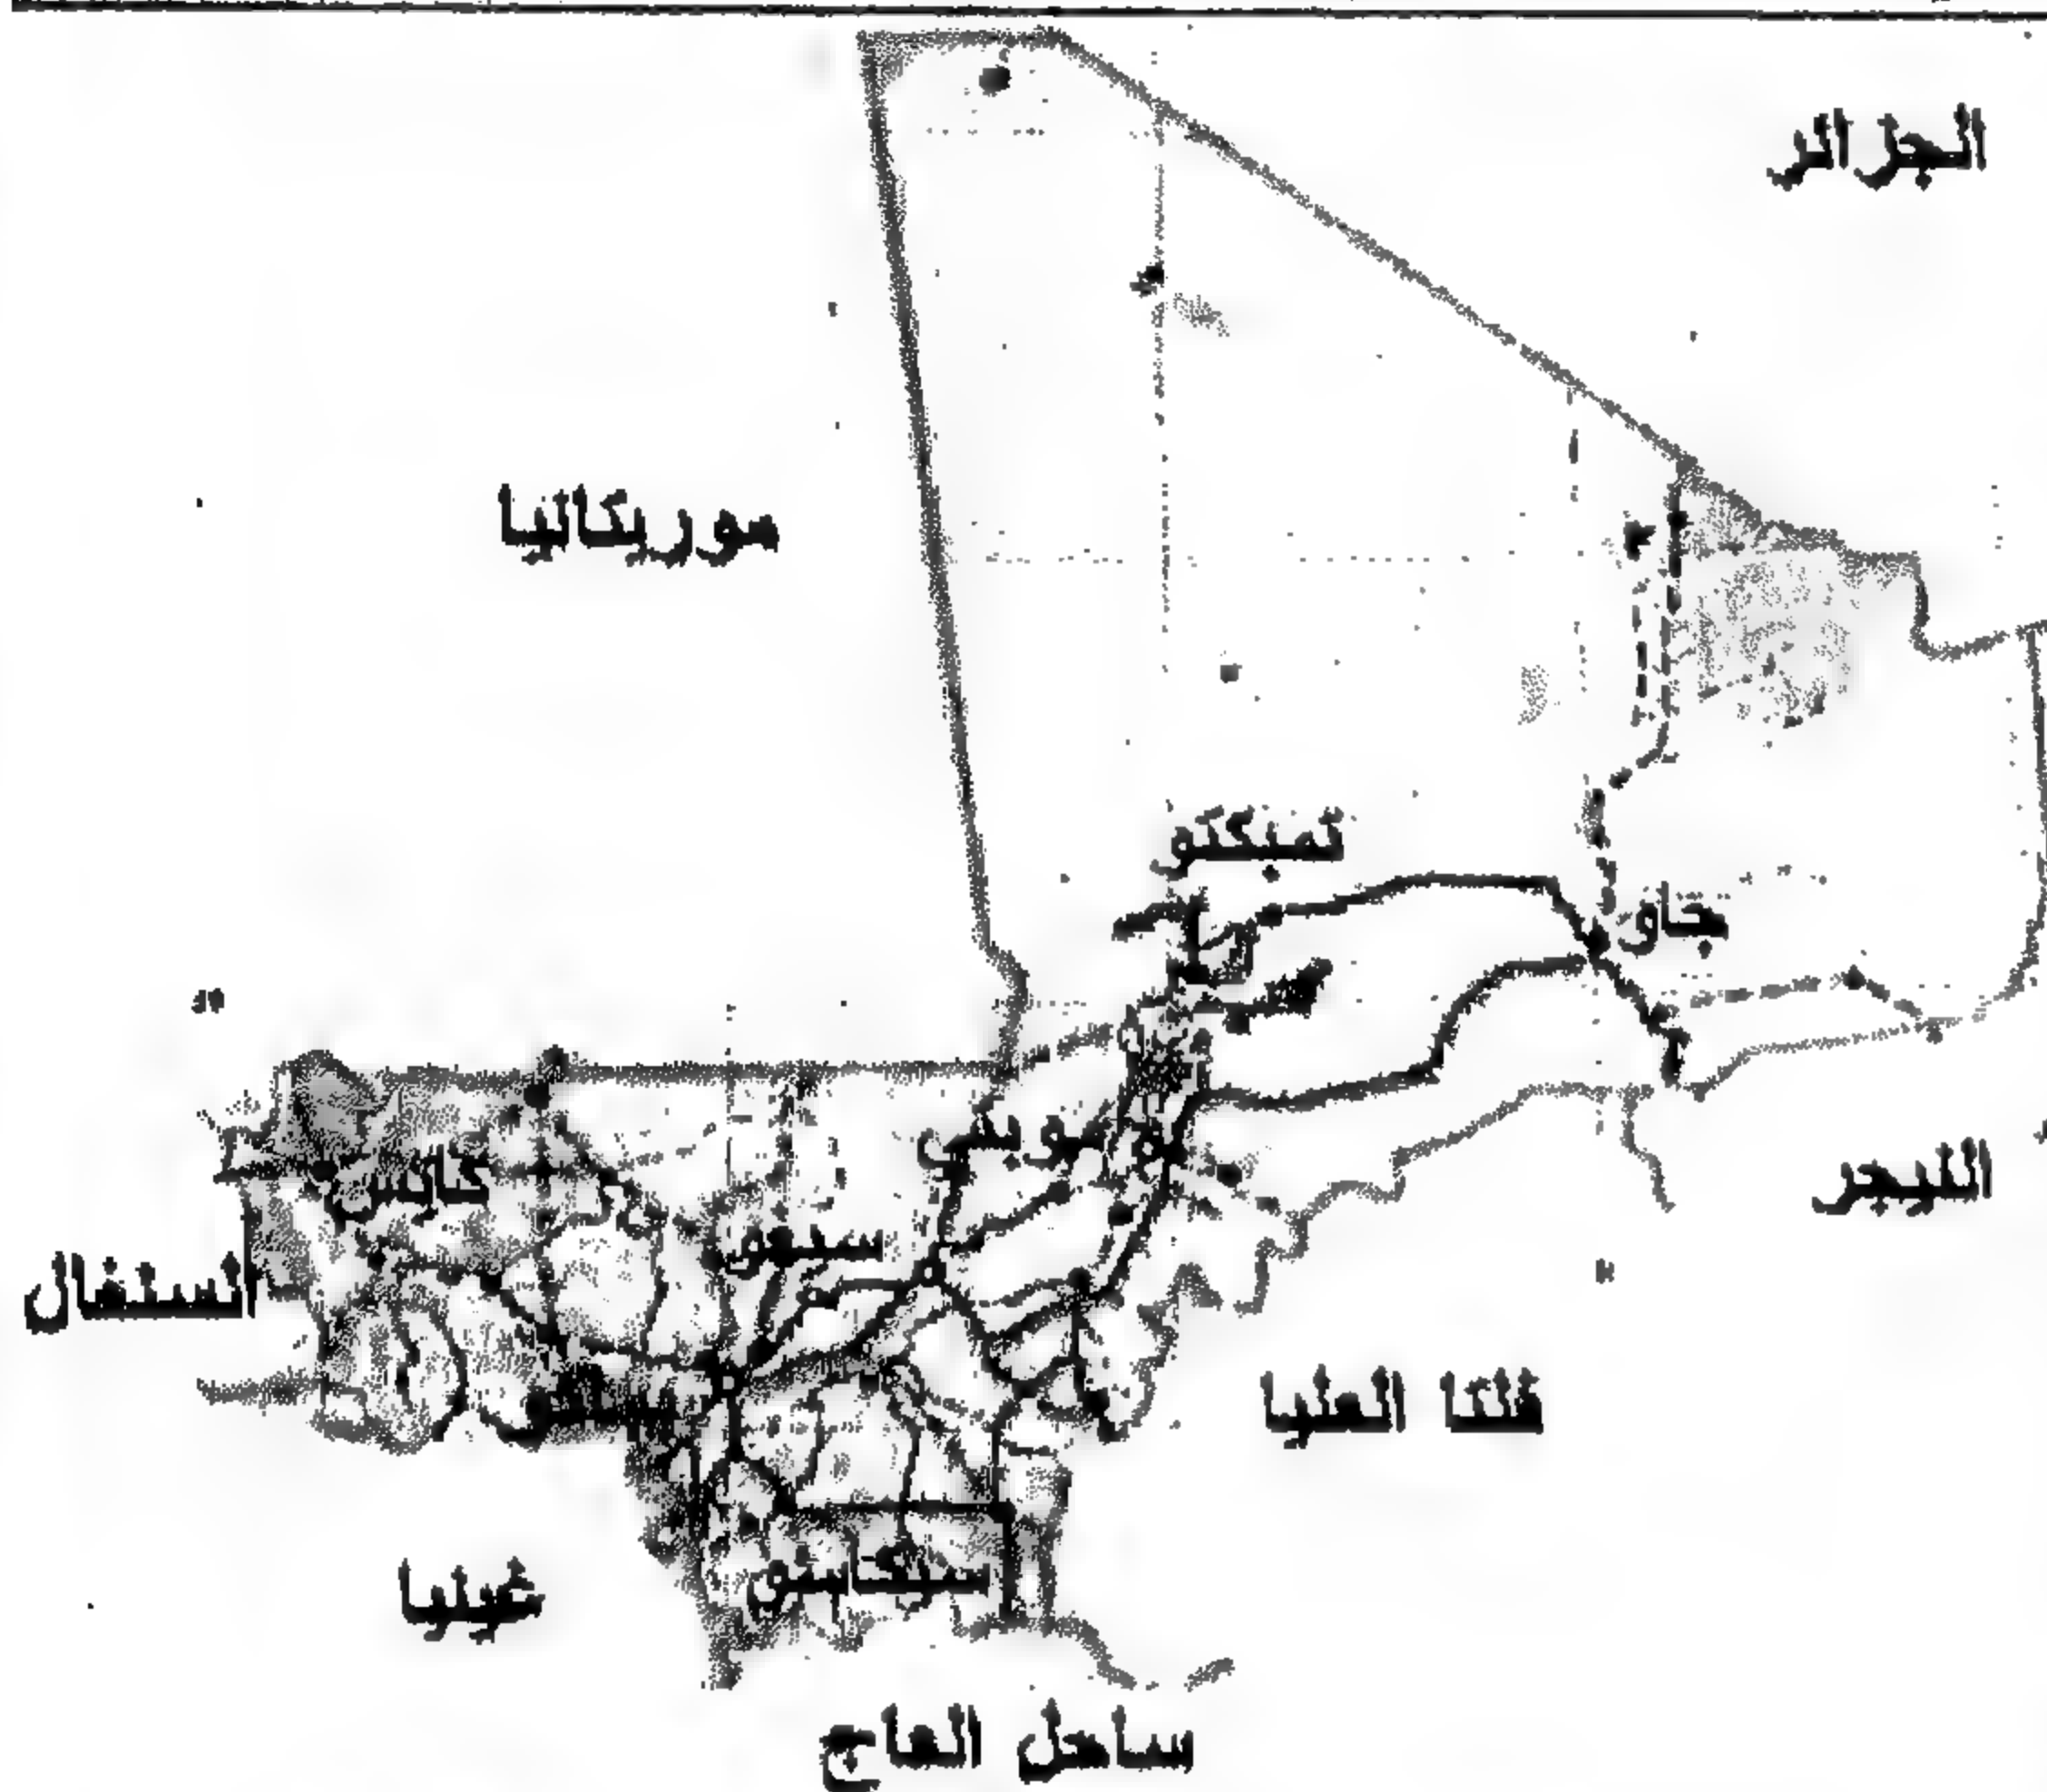 الجزائر
موريتانيا
تمبكتو
جاو
موبتي
النيجر
كايس
سيغو
السنغال
فلتا العليا
غينيا
سيكاسو
ساحل العاج